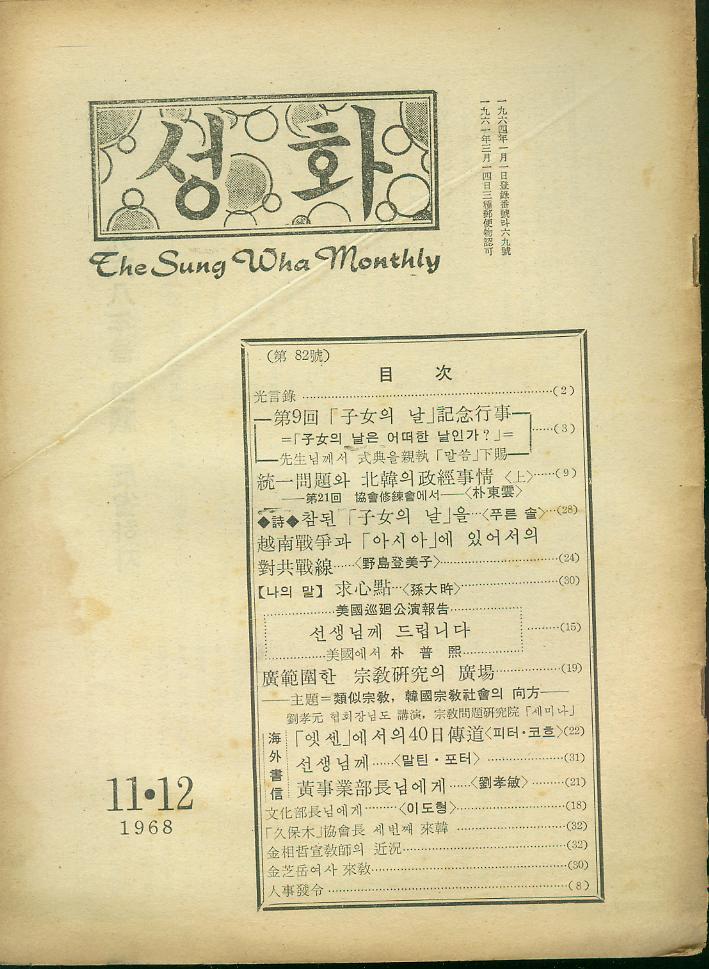 성화
The Sung Wha Monthly
一九六四年一月一日登錄番號라六九號
一九六一年三月一四日三種郵便物認可
(第 82號)
目 次
光言錄 (2)
第9回「子女의 날」記念行事
=「子女의 날은 어떠한 날인가?」= (3)
先生님께서 式典을親執「말씀」下賜
統一問題와 北韓의政經事情〈上〉 (9)
第21回 協會修鍊會에서 〈朴東雲〉
◆詩◆참된「子女의 날」을 〈푸른 솔〉 (28)
越南戰爭과「아시아」에 있어서의
對共戰線 〈野島登美子〉 (24)
【나의 말】求心點 〈孫大旿〉 (30)
美國巡廻公演報告
선생님께 드립니다 (15)
美國에서 朴普熙
廣範圍한 宗敎硏究의 廣場 (19)
主題=類似宗敎, 韓國宗敎社會의 向方
劉孝元 협회장님도 講演, 宗敎問題硏究院「세미나」
海外書信
「엣센」에서의40日傳道〈피터·코흐〉(22)
선생님께 〈말틴·포터〉 (31)
黃事業部長님에게 〈劉孝敏〉 (21)
文化部長님에게 〈이도형〉 (18)
「久保木」協會長 세번째 來韓 (32)
金相哲宣敎師의 近況 (32)
金芝岳여사 來敎 (30)
人事發令 (8)
11·12
1968